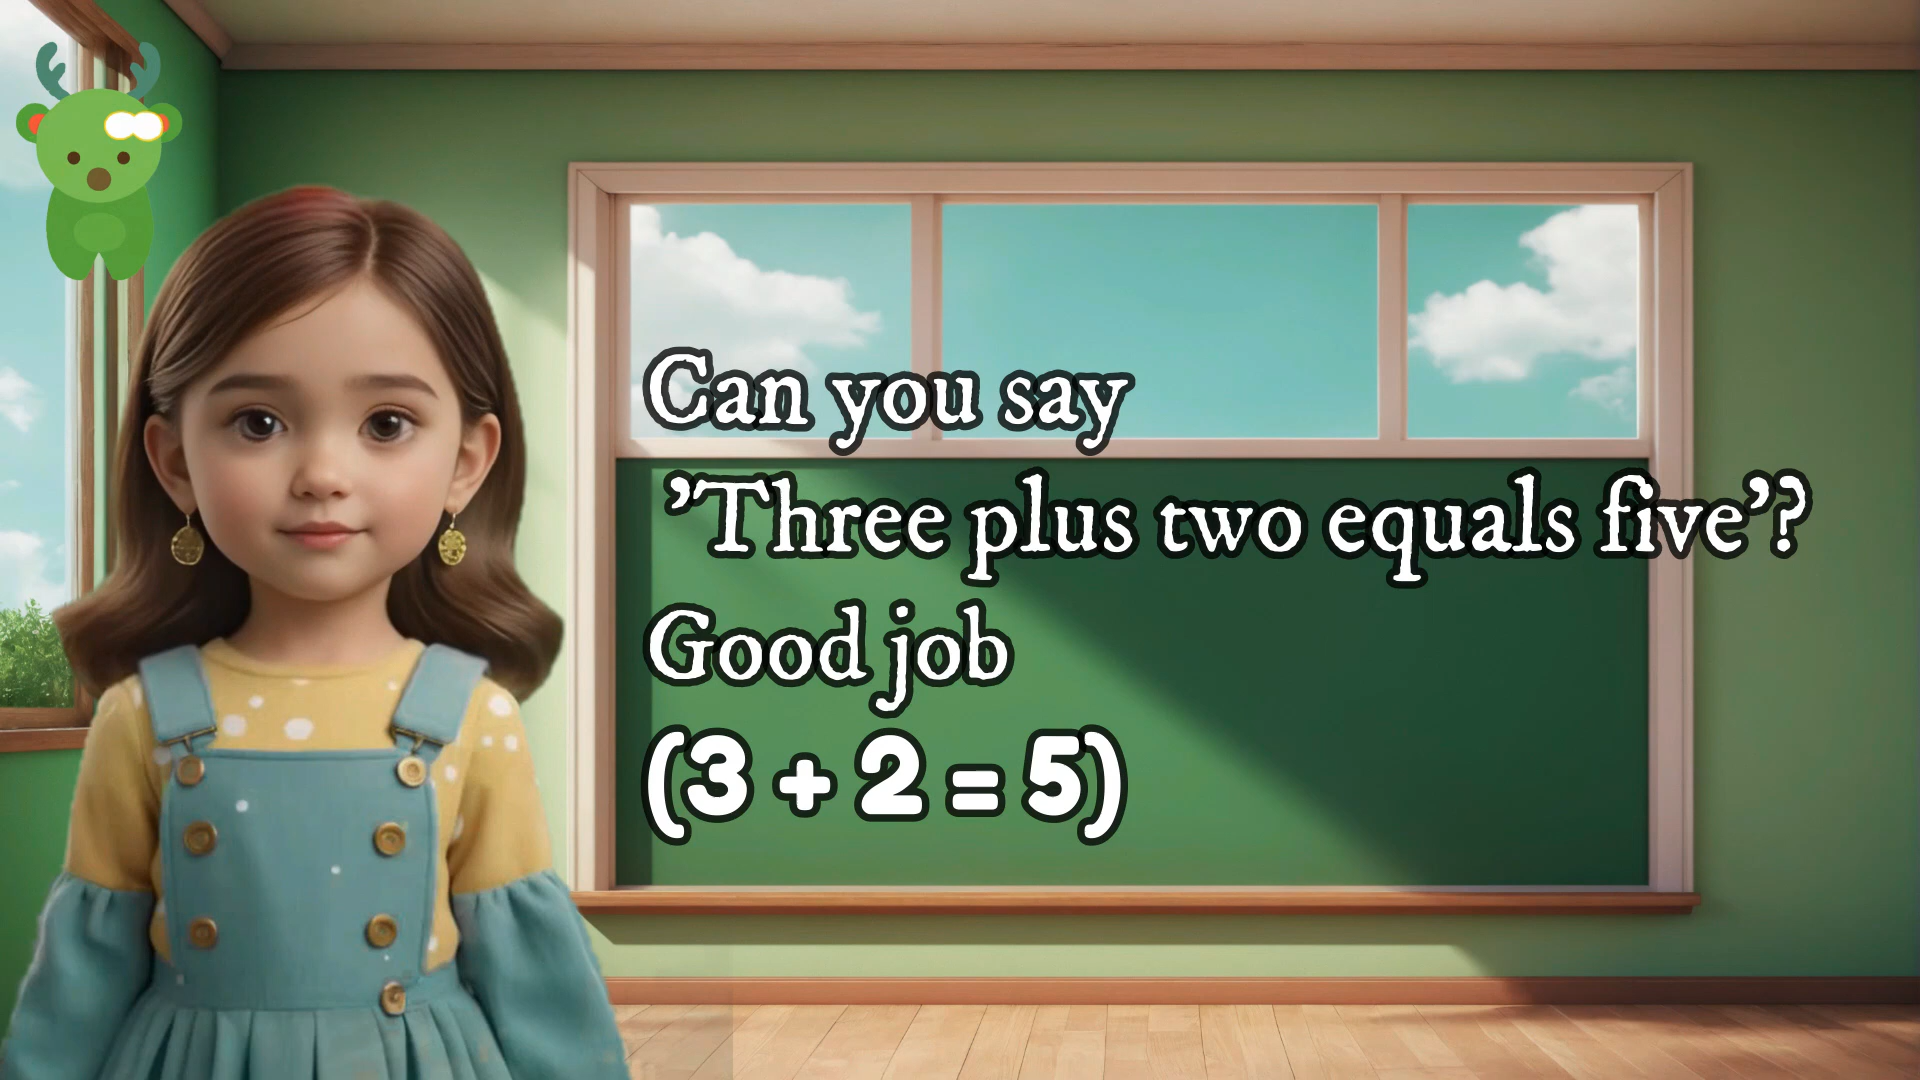 Can you say
’Three plus two equals five’?
Good job
(3 + 2 = 5)